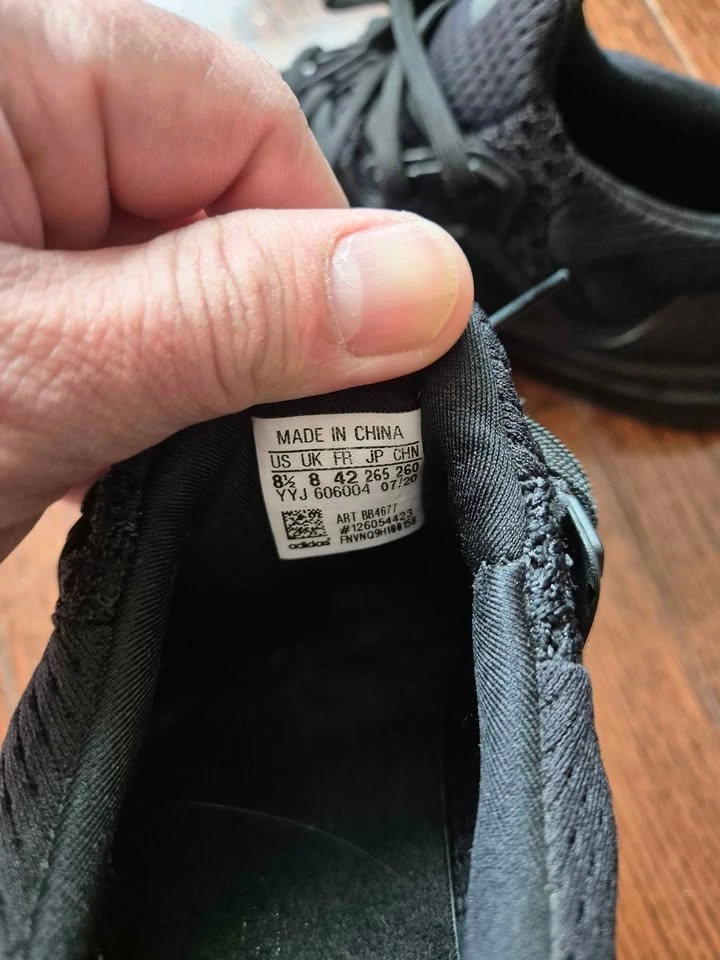 MADE IN CHINA
US UK FR JP CHN
8½ 8 42 265 260
YYJ 606004 07/20
ART BB4677
#126054423
adidas